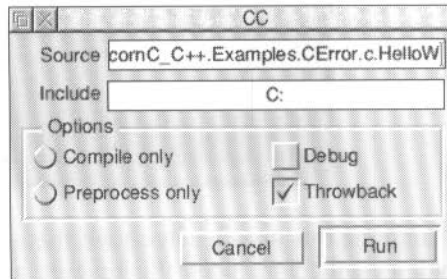 CC
Source cornC_C++.Examples.CError.c.HelloW
Include C:
Options
Compile only Debug
Preprocess only Throwback
Cancel Run